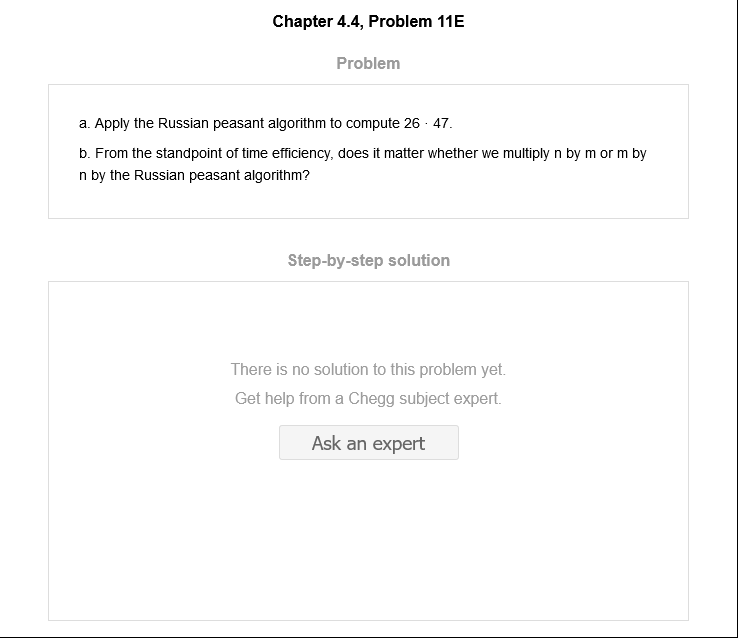 Chapter 4.4, Problem 11E
Problem
a. Apply the Russian peasant algorithm to compute 26 · 47.
b. From the standpoint of time efficiency, does it matter whether we multiply n by m or m by
n by the Russian peasant algorithm?
Step-by-step solution
There is no solution to this problem yet.
Get help from a Chegg subject expert.
Ask an expert